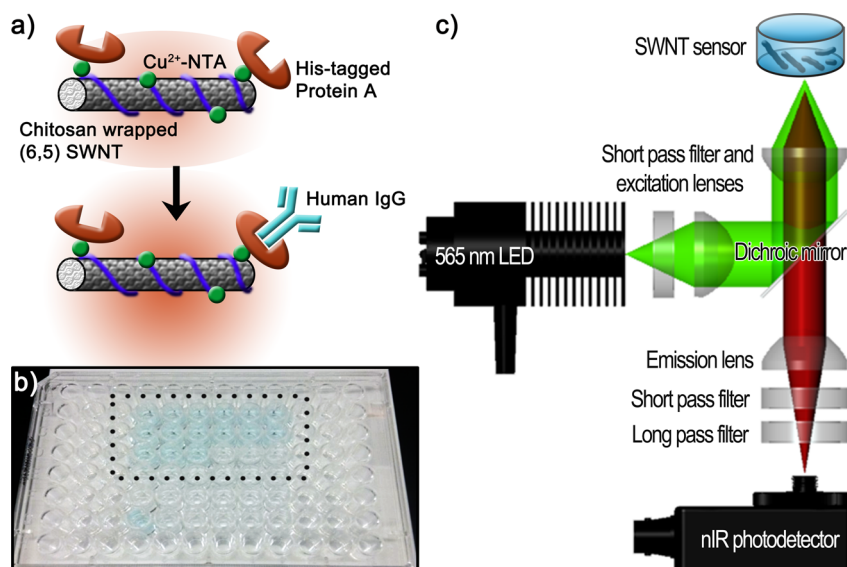 a)
Cu²⁺-NTA
His-tagged
Protein A
Chitosan wrapped
(6,5) SWNT
Human IgG
b)
c)
SWNT sensor
Short pass filter and
excitation lenses
565 nm LED
Dichroic mirror
Emission lens
Short pass filter
Long pass filter
nIR photodetector